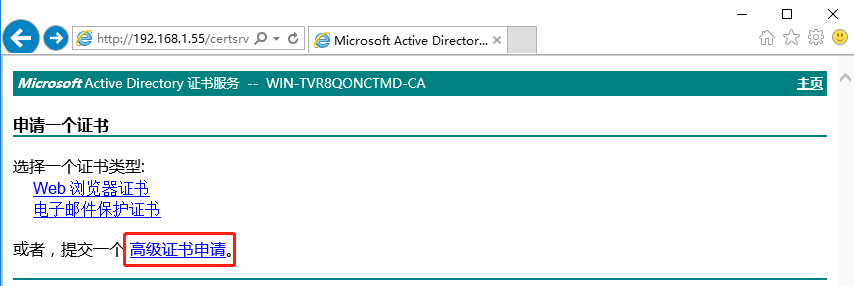 http://192.168.1.55/certsrv
Microsoft Active Director...
Microsoft Active Directory 证书服务 -- WIN-TVR8QONCTMD-CA 主页
申请一个证书
选择一个证书类型:
Web 浏览器证书
电子邮件保护证书
或者，提交一个 高级证书申请。